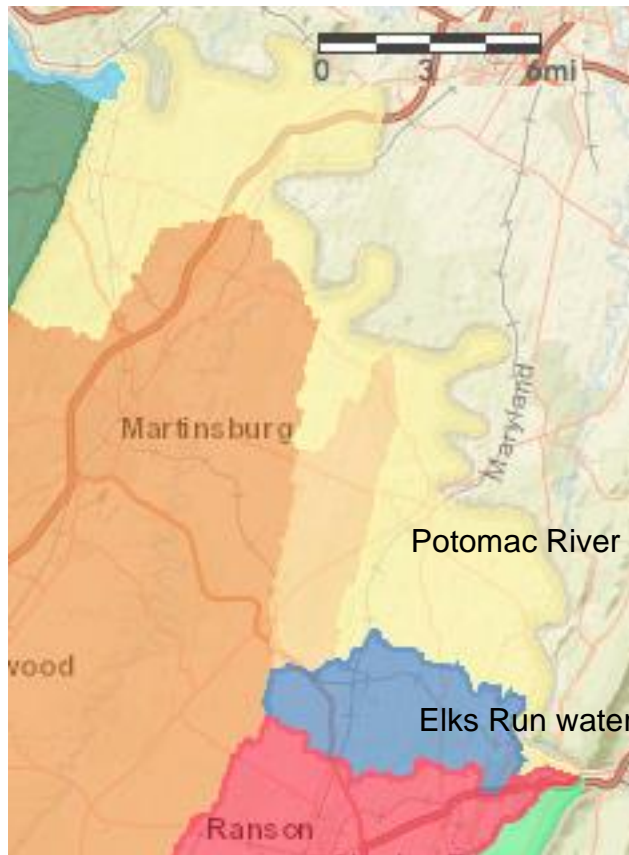 0 3 6mi
Martinsburg
Maryland
Potomac River
wood
Elks Run water
Ranson